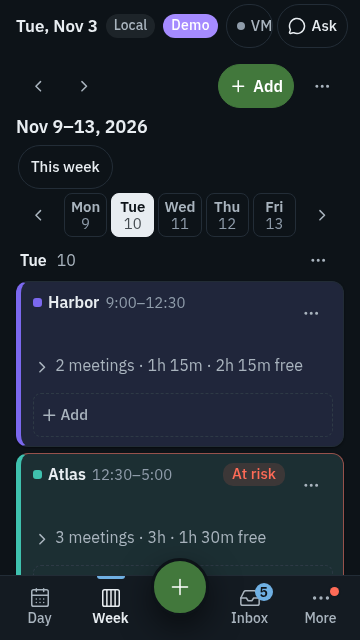 Tue, Nov 3 Local Demo VM Ask
Add
Nov 9–13, 2026
This week
Mon Tue Wed Thu Fri
9 10 11 12 13
Tue 10
Harbor 9:00–12:30
2 meetings · 1h 15m · 2h 15m free
Add
Atlas 12:30–5:00 At risk
3 meetings · 3h · 1h 30m free
5
Day Week Inbox More